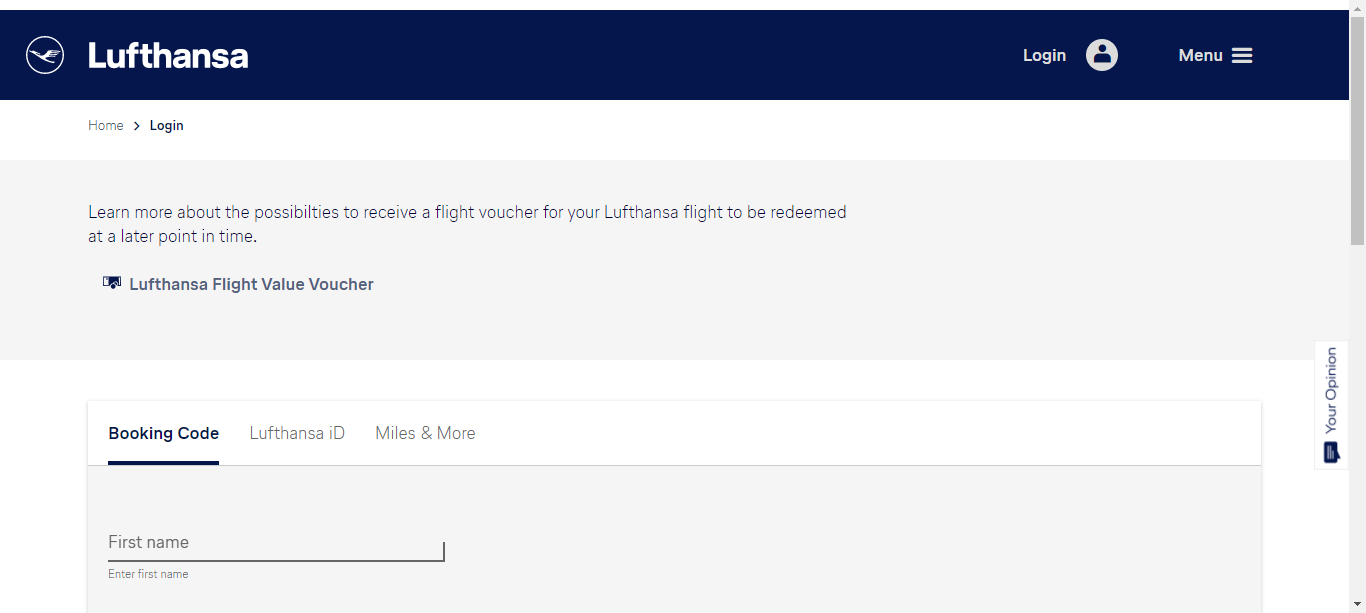 Lufthansa
Login
Menu
Home > Login
Learn more about the possibilties to receive a flight voucher for your Lufthansa flight to be redeemed
at a later point in time.
Lufthansa Flight Value Voucher
Your Opinion
Booking Code
Lufthansa iD
Miles & More
First name
Enter first name